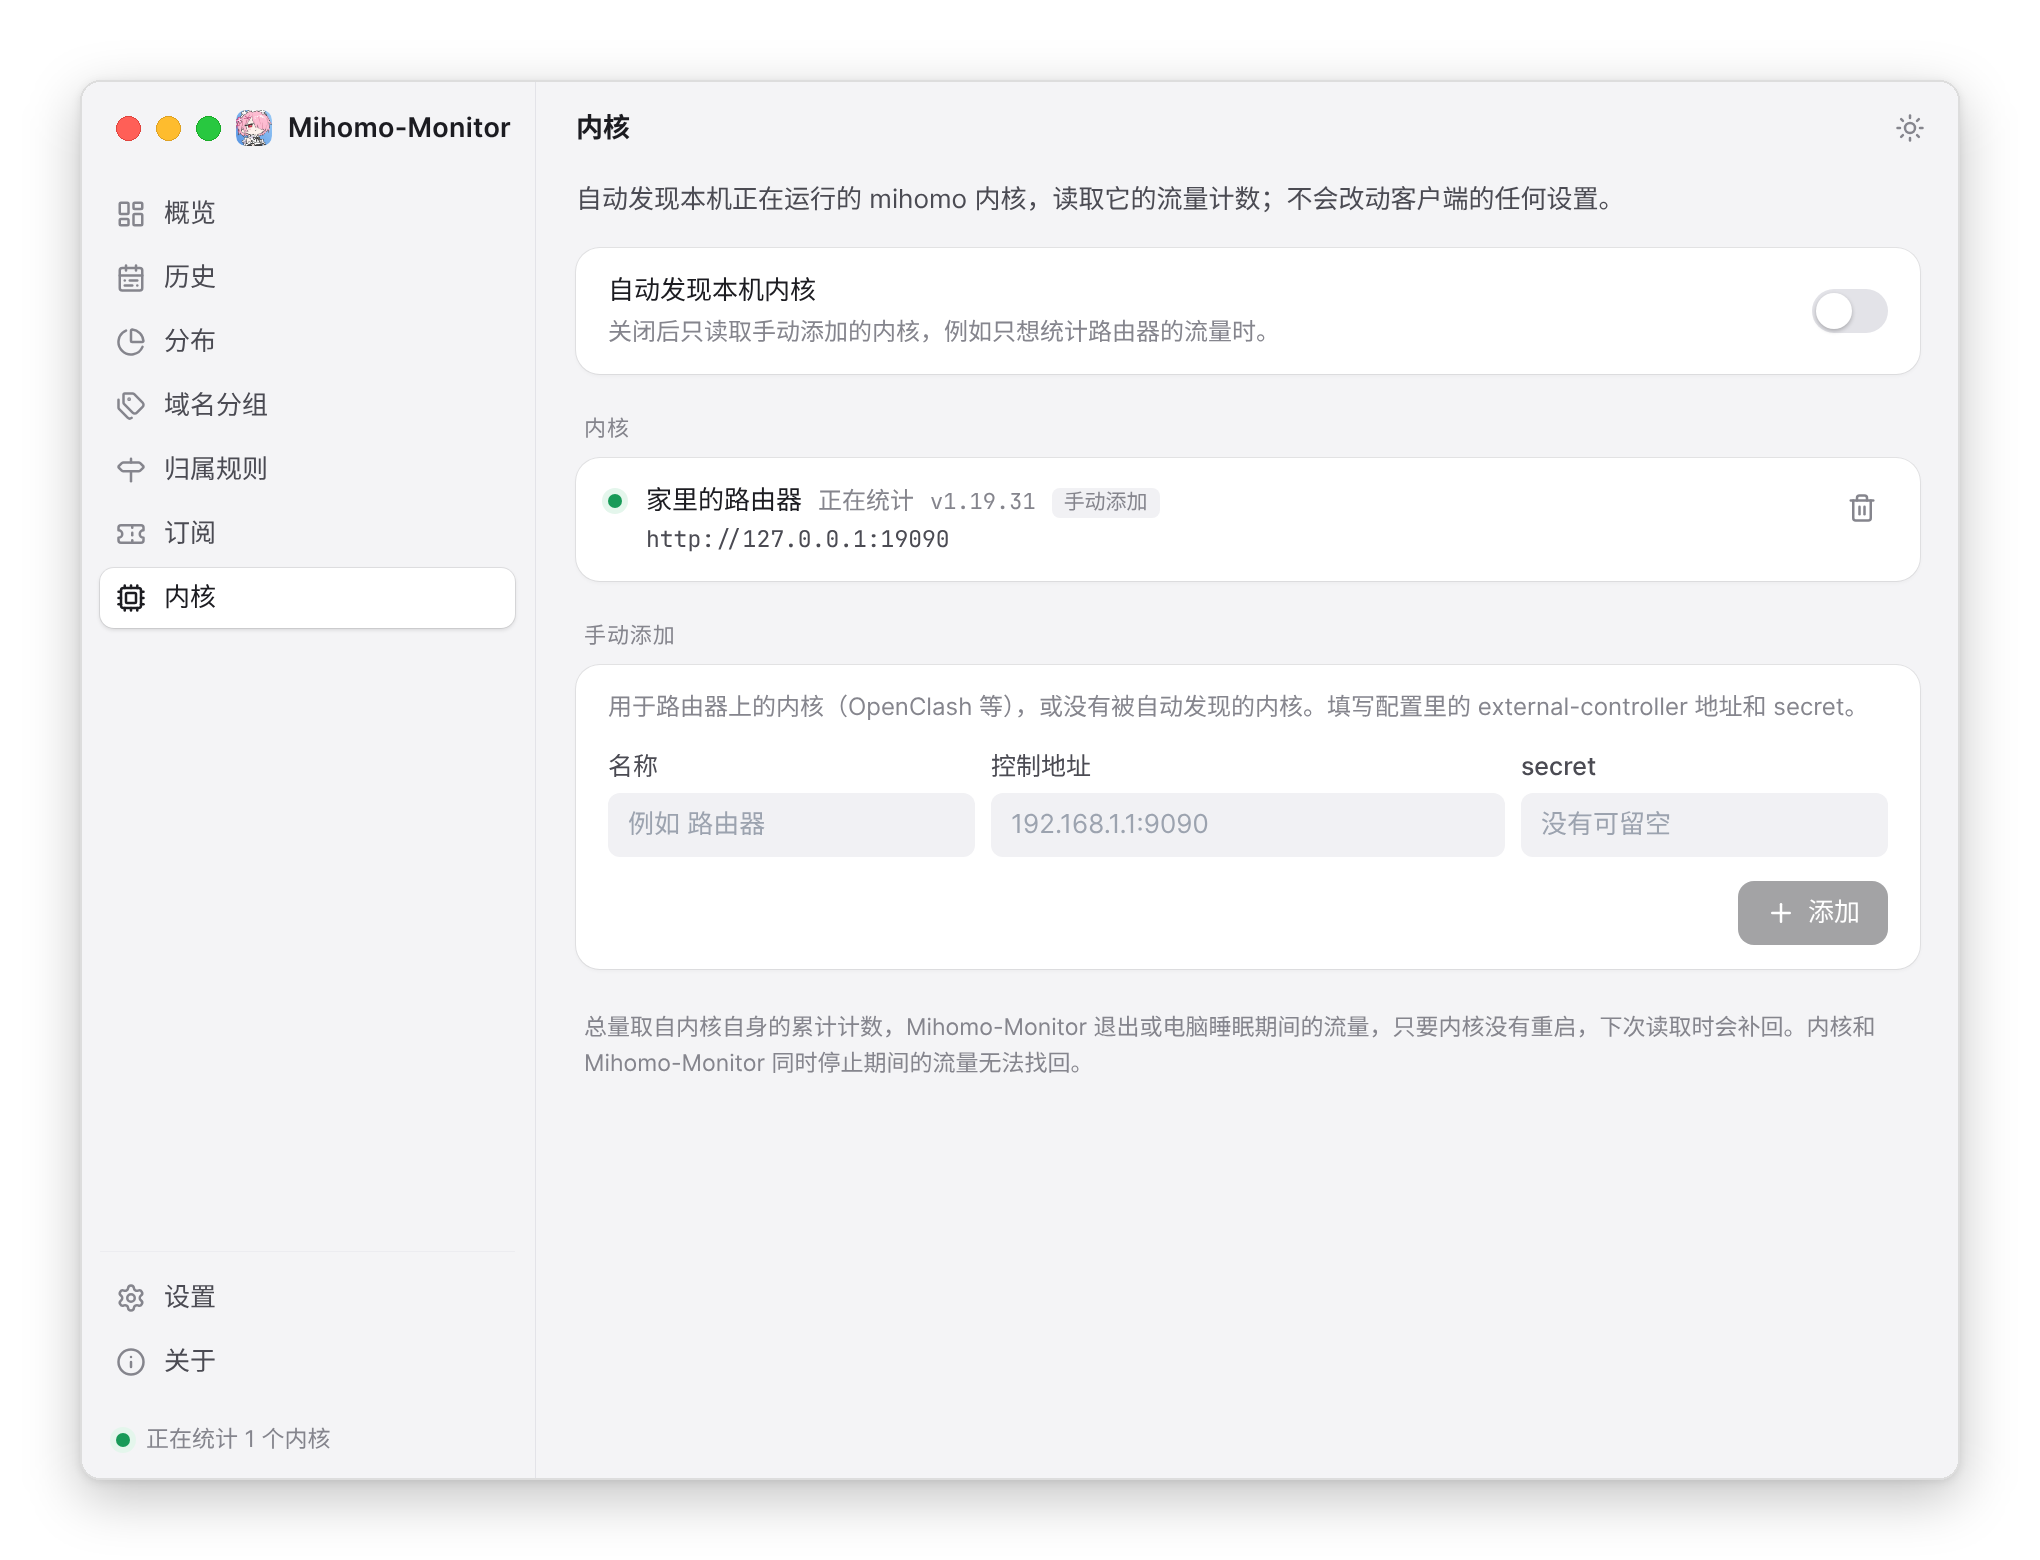 Mihomo-Monitor
概览
历史
分布
域名分组
归属规则
订阅
内核
设置
关于
正在统计 1 个内核
内核
自动发现本机正在运行的 mihomo 内核，读取它的流量计数；不会改动客户端的任何设置。
自动发现本机内核
关闭后只读取手动添加的内核，例如只想统计路由器的流量时。
内核
家里的路由器 正在统计 v1.19.31 手动添加
http://127.0.0.1:19090
手动添加
用于路由器上的内核（OpenClash 等），或没有被自动发现的内核。填写配置里的 external-controller 地址和 secret。
名称 控制地址 secret
例如 路由器 192.168.1.1:9090 没有可留空
添加
总量取自内核自身的累计计数，Mihomo-Monitor 退出或电脑睡眠期间的流量，只要内核没有重启，下次读取时会补回。内核和
Mihomo-Monitor 同时停止期间的流量无法找回。